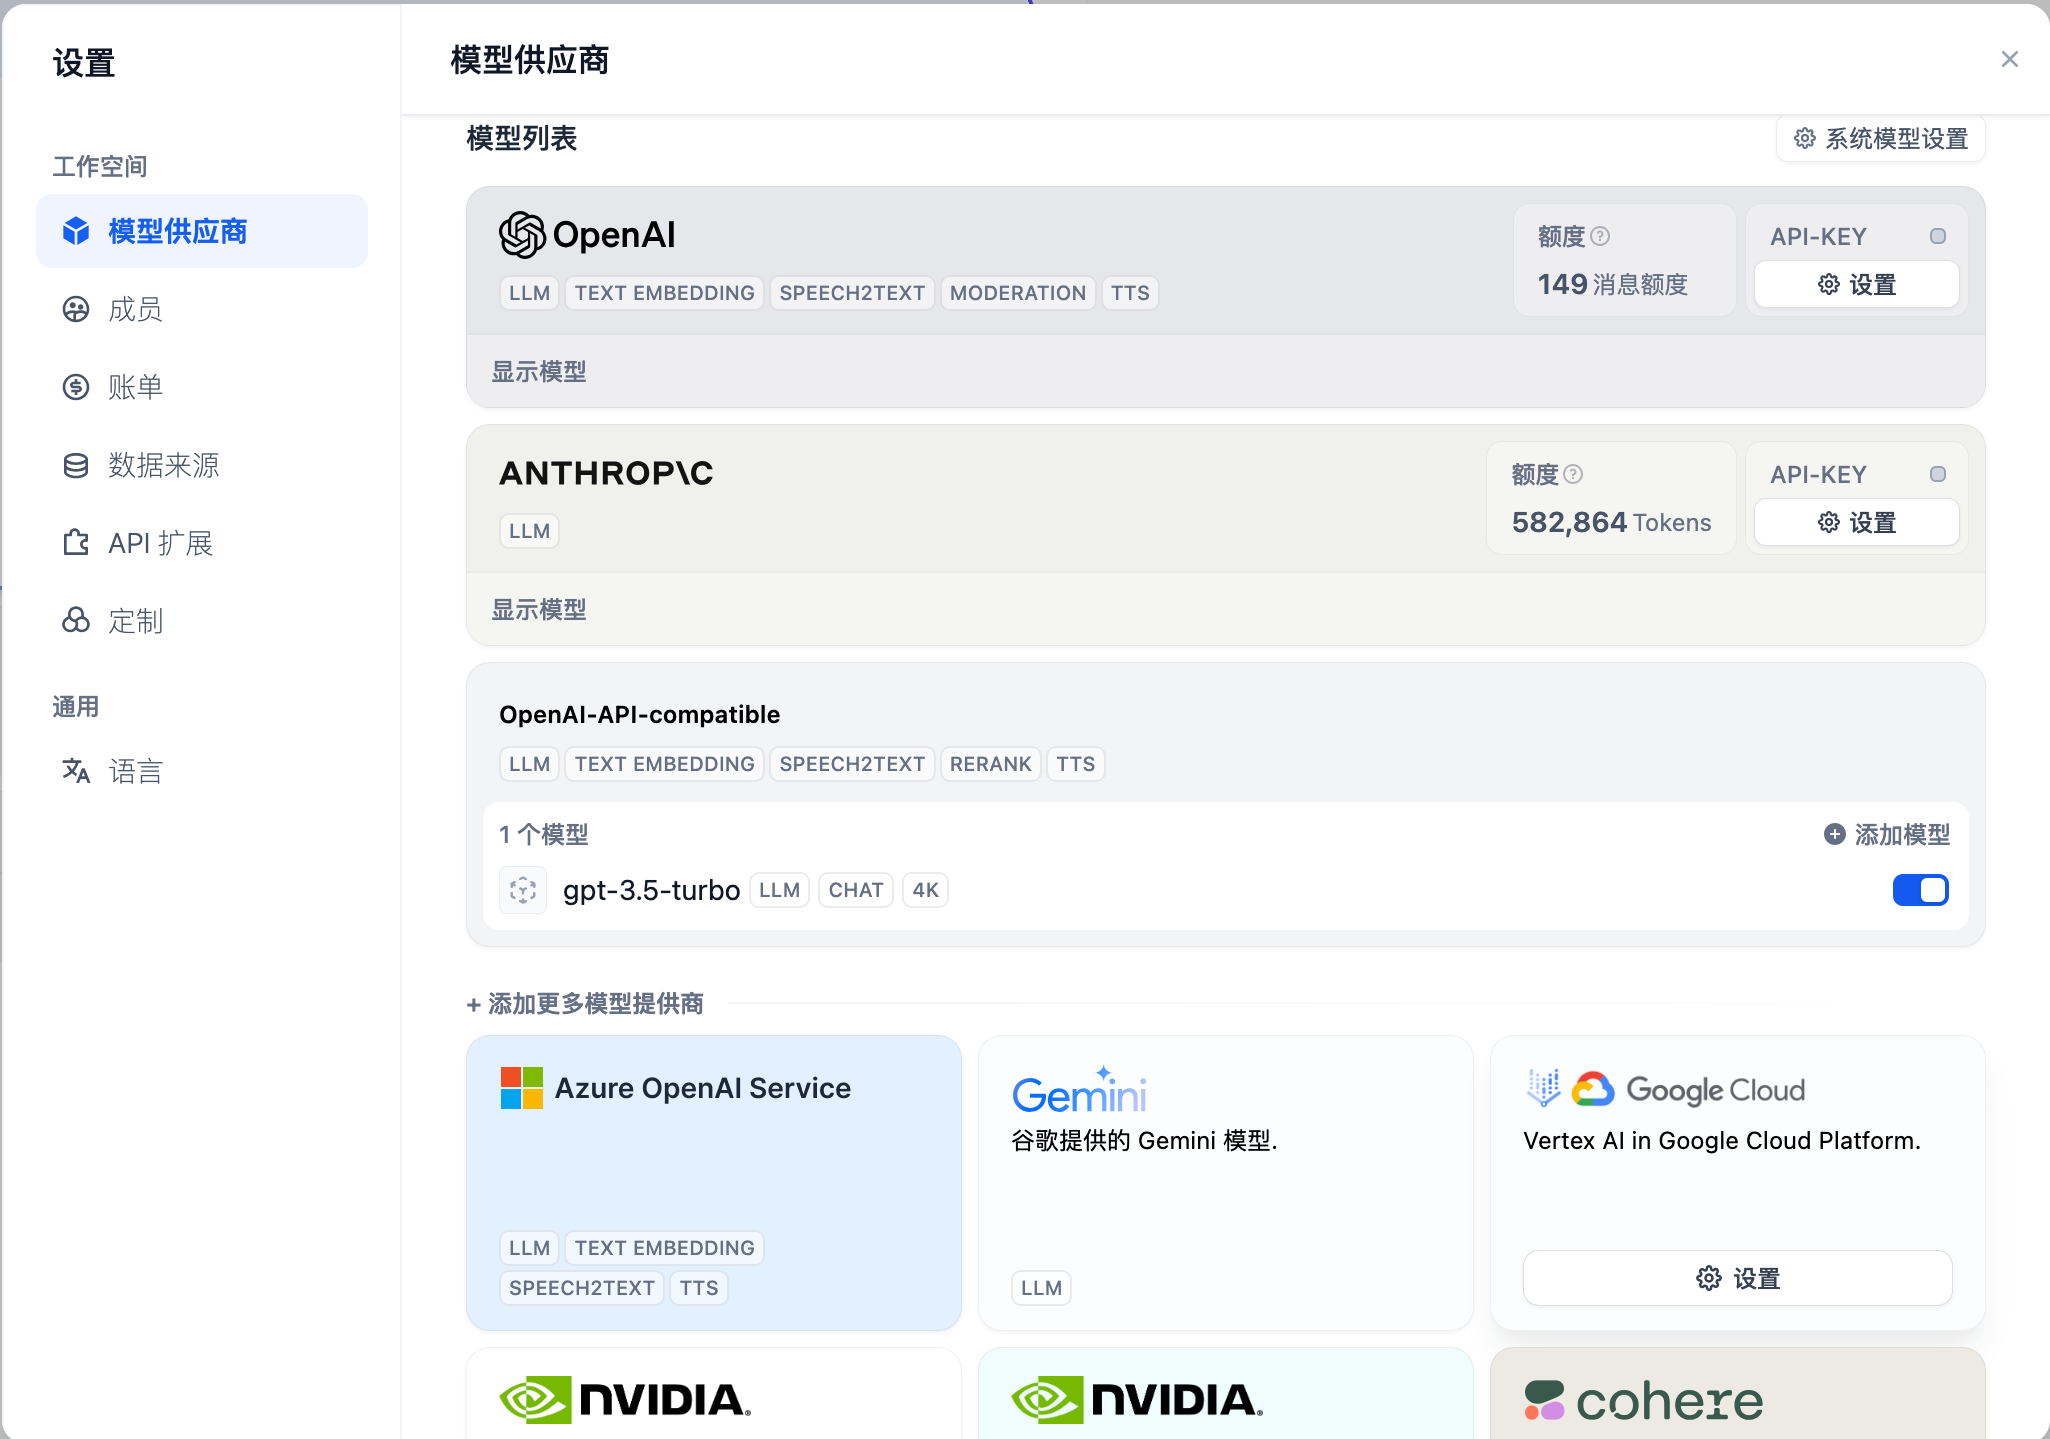 设置
模型供应商
工作空间
模型供应商
成员
账单
数据来源
API 扩展
定制
通用
语言
模型列表
系统模型设置
OpenAI
LLM TEXT EMBEDDING SPEECH2TEXT MODERATION TTS
额度
149 消息额度
API-KEY
设置
显示模型
ANTHROP\C
LLM
额度
582,864 Tokens
API-KEY
设置
显示模型
OpenAI-API-compatible
LLM TEXT EMBEDDING SPEECH2TEXT RERANK TTS
1 个模型
添加模型
gpt-3.5-turbo LLM CHAT 4K
+ 添加更多模型提供商
Azure OpenAI Service
LLM TEXT EMBEDDING
SPEECH2TEXT TTS
Gemini
谷歌提供的 Gemini 模型.
LLM
Google Cloud
Vertex AI in Google Cloud Platform.
设置
NVIDIA.
NVIDIA.
cohere